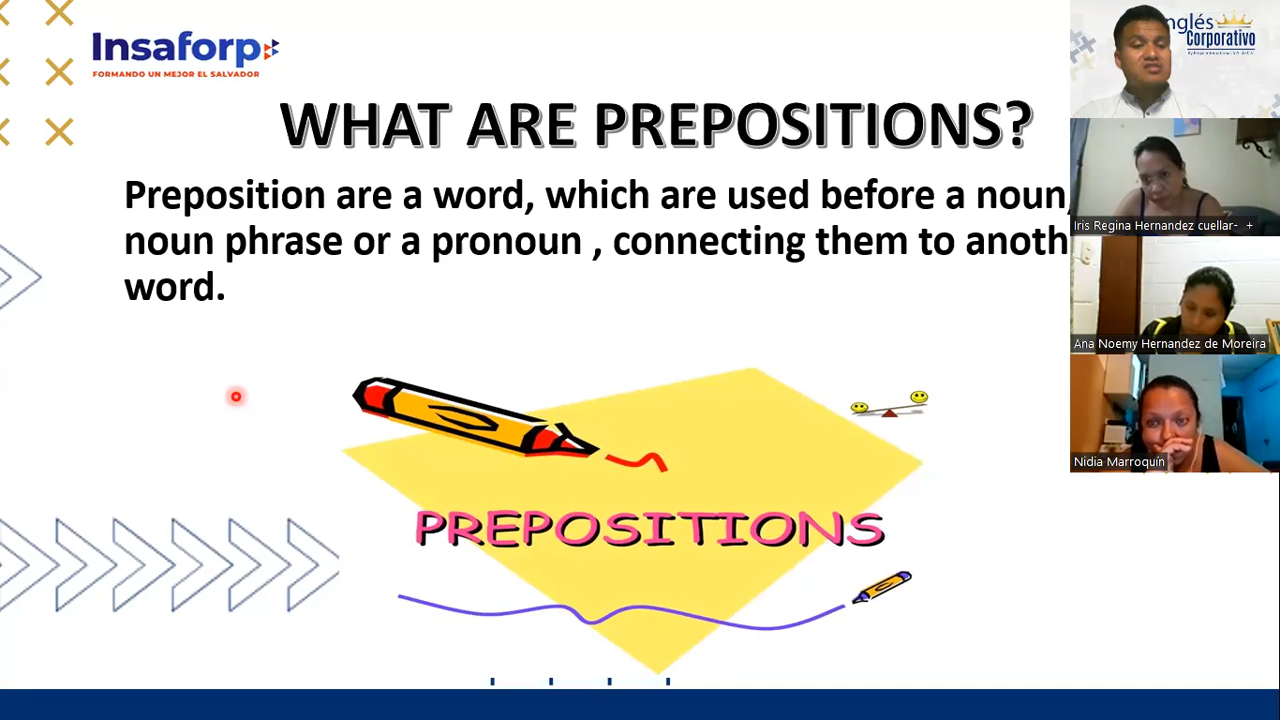 Insaforp
FORMANDO UN MEJOR EL SALVADOR
nglés
Corporativo
WHAT ARE PREPOSITIONS?
Preposition are a word, which are used before a noun,
noun phrase or a pronoun , connecting them to anoth
word.
Iris Regina Hernandez cuellar- +
Ana Noemy Hernandez de Moreira
Nidia Marroquín
PREPOSITIONS